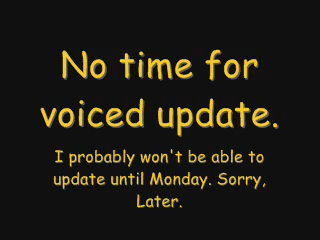 No time for
voiced update.
I probably won't be able to
update until Monday. Sorry,
Later.